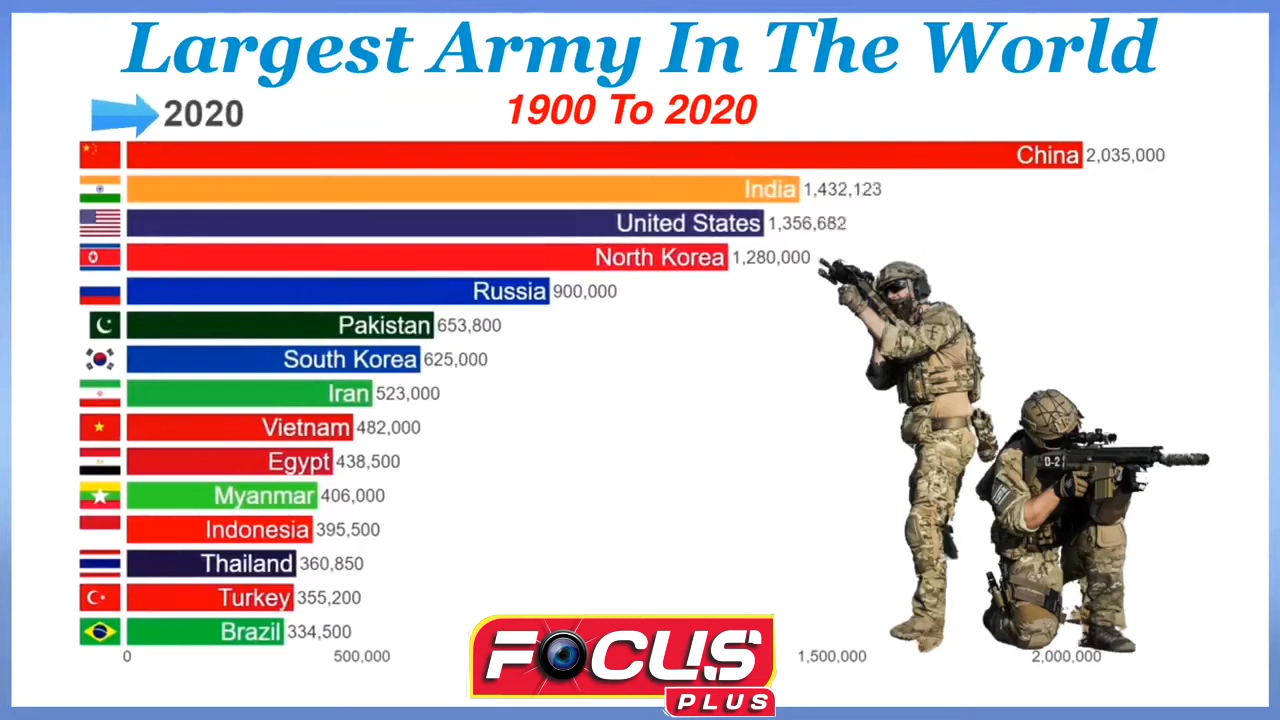 Largest Army In The World
2020
1900 To 2020
China 2,035,000
India 1,432,123
United States 1,356,682
North Korea 1,280,000
Russia 900,000
Pakistan 653,800
South Korea 625,000
Iran 523,000
Vietnam 482,000
Egypt 438,500
Myanmar 406,000
Indonesia 395,500
Thailand 360,850
Turkey 355,200
Brazil 334,500
0 500,000 1,500,000 2,000,000
FOCUS
PLUS
D-2